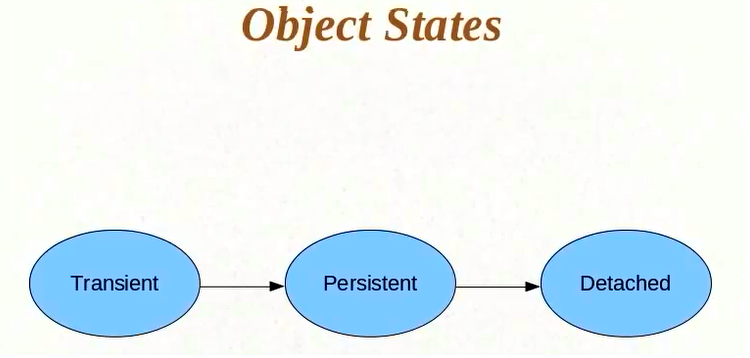 Object States
Transient
Persistent
Detached